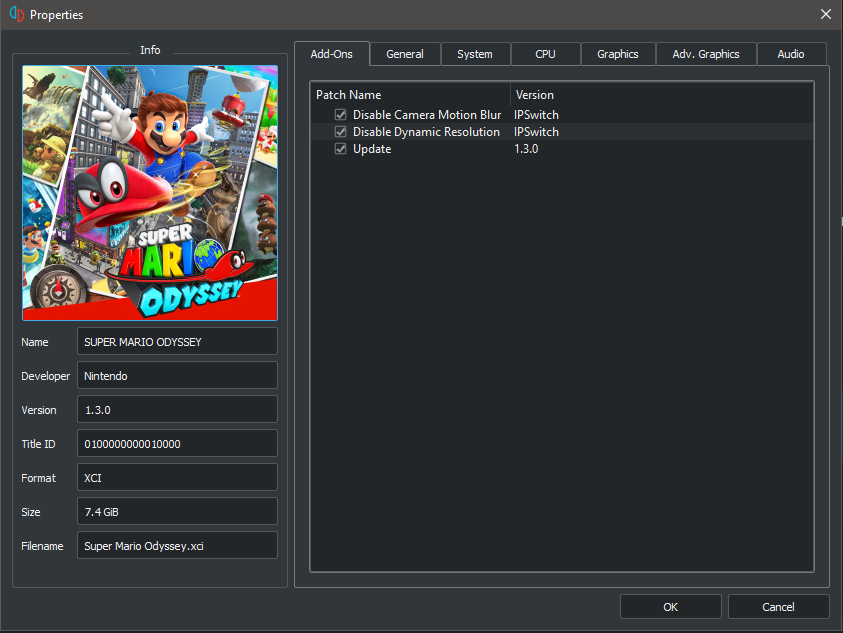 Properties
Info
SUPER
MARIO
ODYSSEY
Name SUPER MARIO ODYSSEY
Developer Nintendo
Version 1.3.0
Title ID 0100000000010000
Format XCI
Size 7.4 GiB
Filename Super Mario Odyssey.xci
Add-Ons General System CPU Graphics Adv. Graphics Audio
Patch Name Version
Disable Camera Motion Blur IPSwitch
Disable Dynamic Resolution IPSwitch
Update 1.3.0
OK Cancel